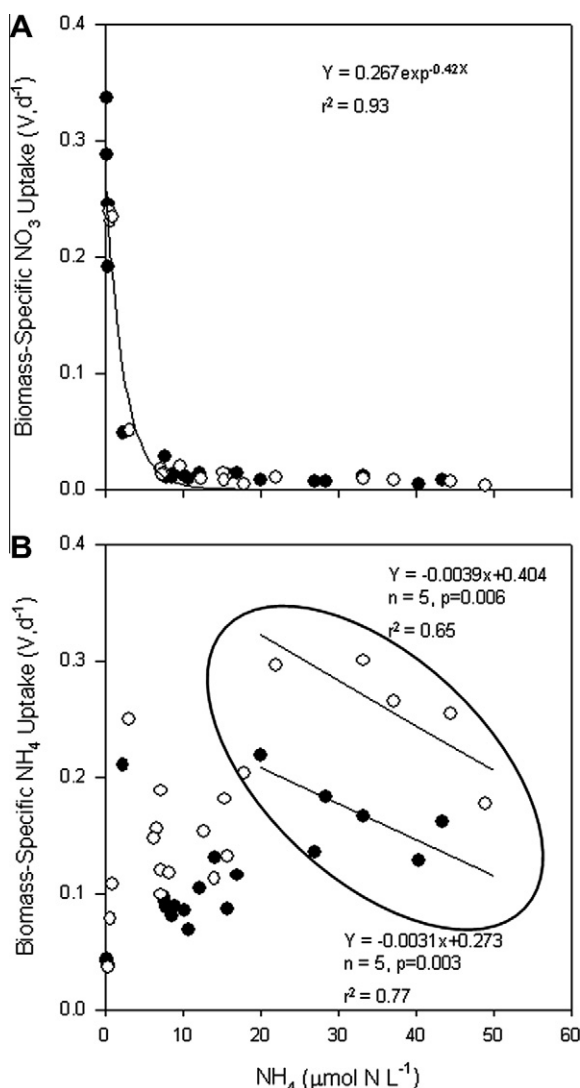 A
0.4
Y = 0.267exp^-0.42X
r² = 0.93
0.3
0.2
0.1
0.0
Biomass-Specific NO₃ Uptake (V,d⁻¹)
B
0.4
Y = -0.0039x+0.404
n = 5, p=0.006
r² = 0.65
0.3
0.2
0.1
0.0
Biomass-Specific NH₄ Uptake (V,d⁻¹)
Y = -0.0031x+0.273
n = 5, p=0.003
r² = 0.77
0 10 20 30 40 50 60
NH₄ (μmol N L⁻¹)